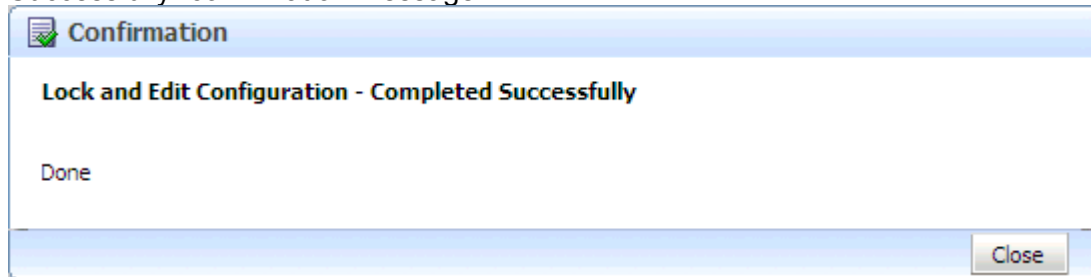 Confirmation
Lock and Edit Configuration - Completed Successfully
Done
Close